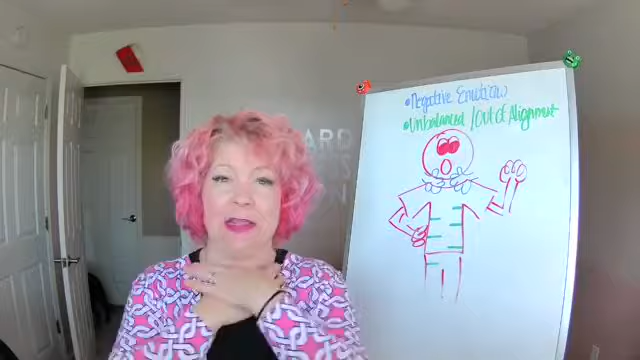 •Negative Emotion
•Unbalanced / Out of Alignment